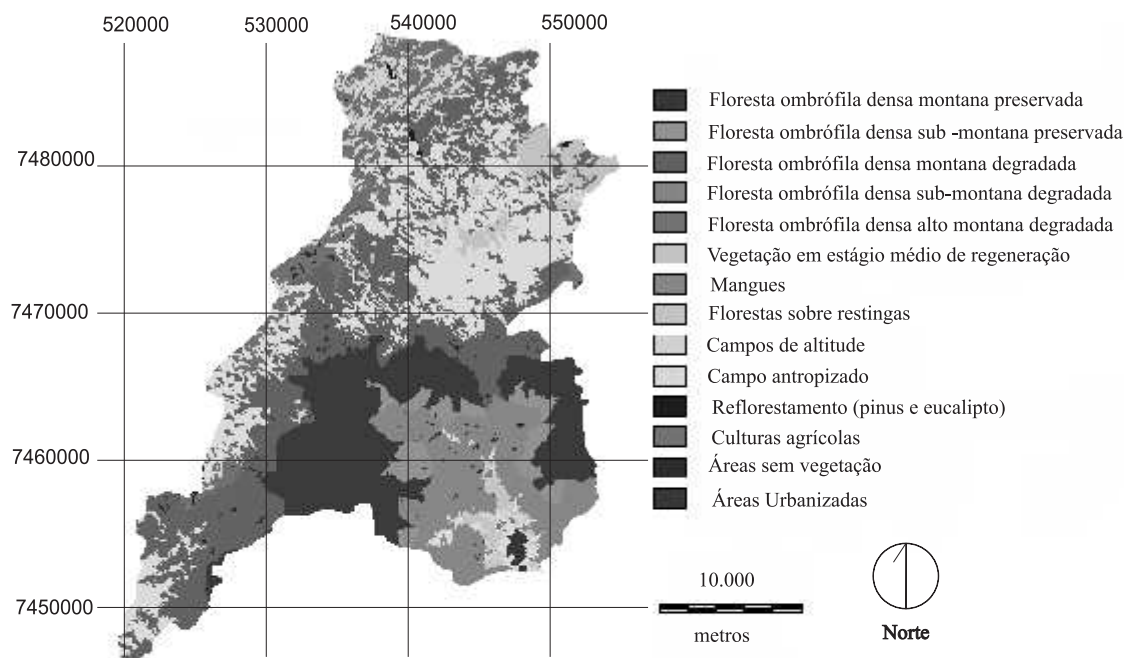 520000
530000
540000
550000
7480000
7470000
7460000
7450000
Floresta ombrófila densa montana preservada
Floresta ombrófila densa sub -montana preservada
Floresta ombrófila densa montana degradada
Floresta ombrófila densa sub-montana degradada
Floresta ombrófila densa alto montana degradada
Vegetação em estágio médio de regeneração
Mangues
Florestas sobre restingas
Campos de altitude
Campo antropizado
Reflorestamento (pinus e eucalipto)
Culturas agrícolas
Áreas sem vegetação
Áreas Urbanizadas
10.000
metros
Norte